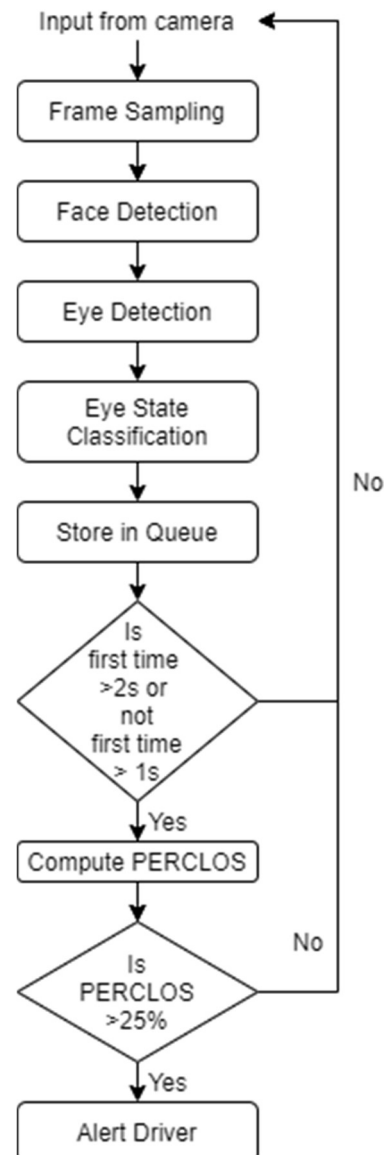 Input from camera
Frame Sampling
Face Detection
Eye Detection
Eye State
Classification
No
Store in Queue
Is
first time
>2s or
not
first time
> 1s
Yes
Compute PERCLOS
No
Is
PERCLOS
>25%
Yes
Alert Driver